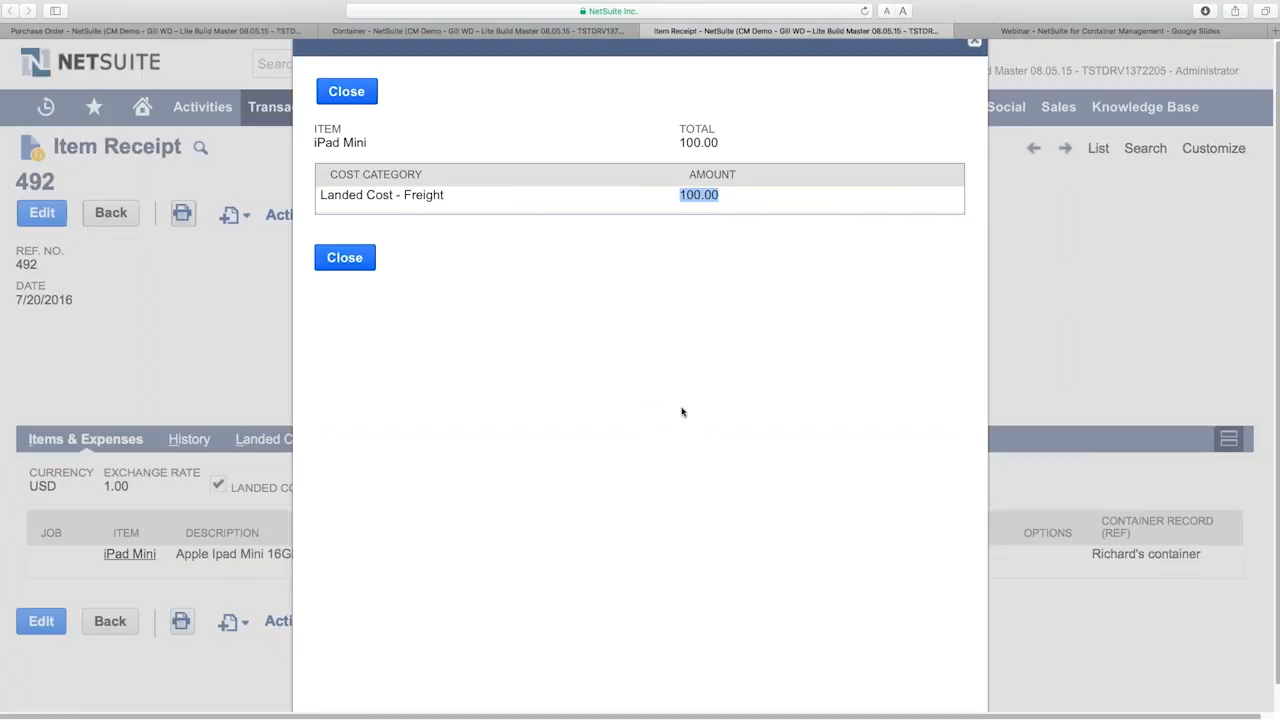 NetSuite Inc.
A A
Purchase Order - NetSuite (CM Demo - Gill WD – Lite Build Master 08.05.15 - TSTD...
Container - NetSuite (CM Demo - Gill WD – Lite Build Master 08.05.15 - TSTDRV137...
Item Receipt - NetSuite (CM Demo - Gill WD – Lite Build Master 08.05.15 - TSTDR...
Webinar - NetSuite for Container Management - Google Slides
NETSUITE
Searc
d Master 08.05.15 - TSTDRV1372205 - Administrator
Activities
Transa
Social
Sales
Knowledge Base
Item Receipt
List
Search
Customize
492
Edit
Back
Acti
REF. NO.
492
DATE
7/20/2016
Close
ITEM
TOTAL
iPad Mini
100.00
COST CATEGORY
AMOUNT
Landed Cost - Freight
100.00
Close
Items & Expenses
History
Landed C
CURRENCY
EXCHANGE RATE
USD
1.00
LANDED CO
JOB
ITEM
DESCRIPTION
OPTIONS
CONTAINER RECORD
(REF)
iPad Mini
Apple Ipad Mini 16G
Richard's container
Edit
Back
Acti